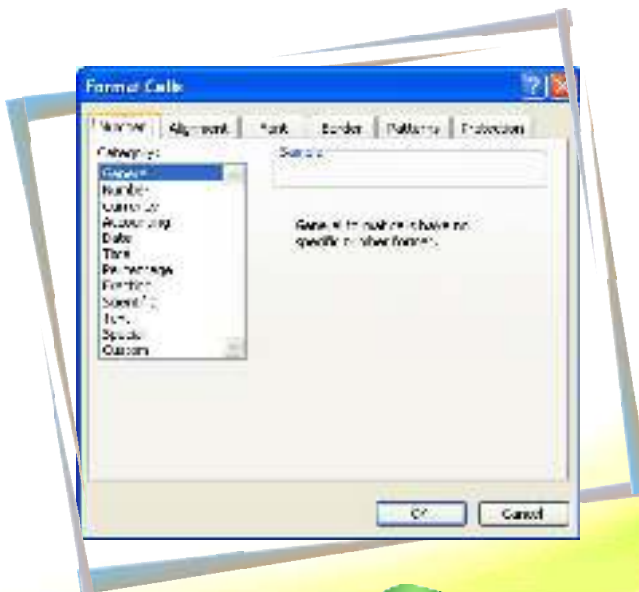 Format Cells
Number Alignment Font Border Patterns Protection
Category:
General
Number
Currency
Accounting
Date
Time
Percentage
Fraction
Scientific
Text
Special
Custom
Sample
General format cells have no
specific number format.
OK Cancel